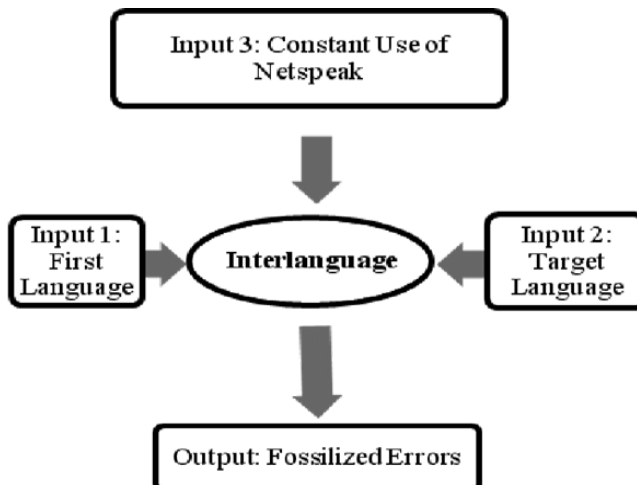 Input 3: Constant Use of
Netspeak
Input 1:
First
Language
Interlanguage
Input 2:
Target
Language
Output: Fossilized Errors